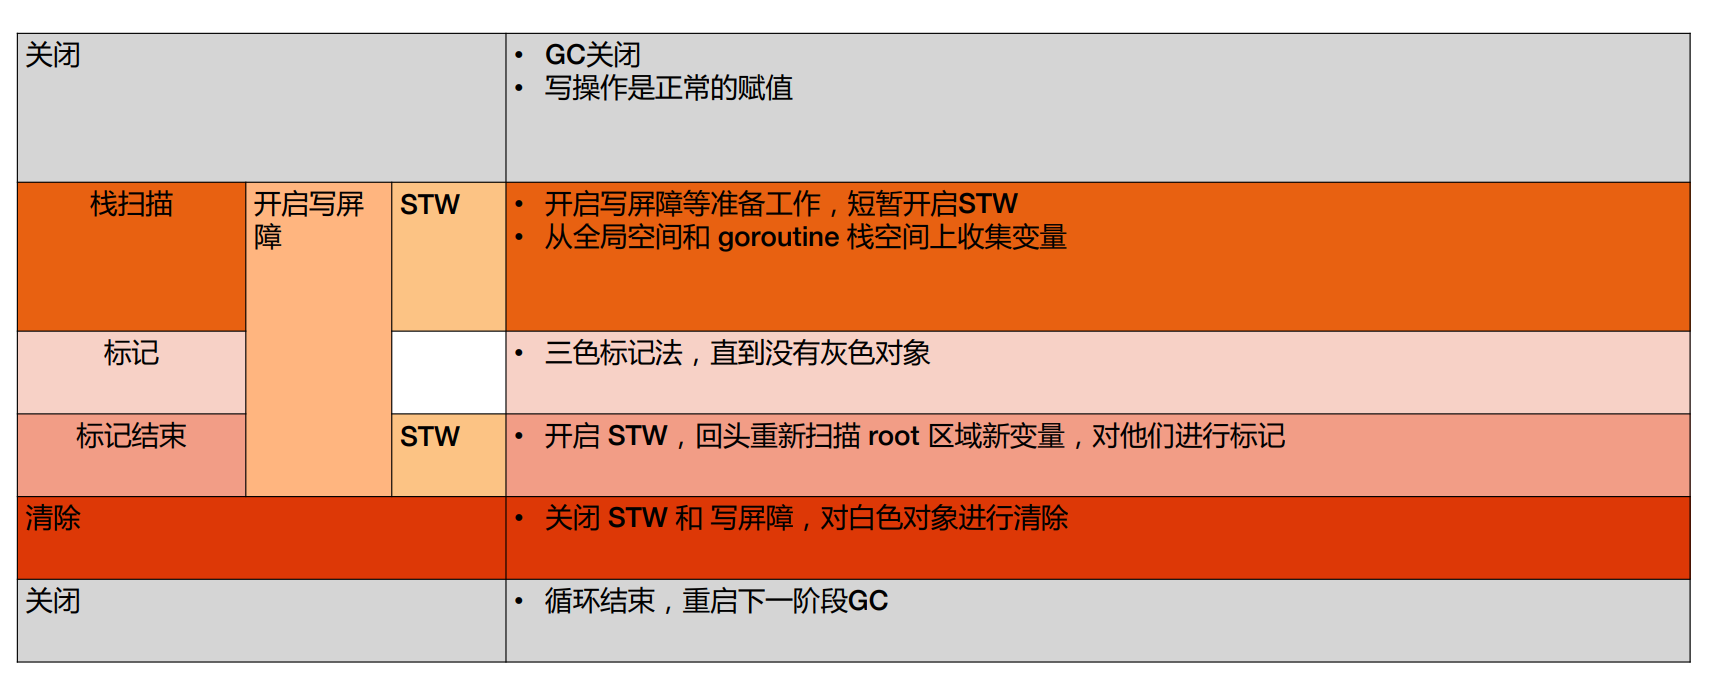 关闭
• GC关闭
• 写操作是正常的赋值
栈扫描
开启写屏
障
STW
• 开启写屏障等准备工作，短暂开启STW
• 从全局空间和 goroutine 栈空间上收集变量
标记
• 三色标记法，直到没有灰色对象
标记结束
STW
• 开启 STW，回头重新扫描 root 区域新变量，对他们进行标记
清除
• 关闭 STW 和 写屏障，对白色对象进行清除
关闭
• 循环结束，重启下一阶段GC